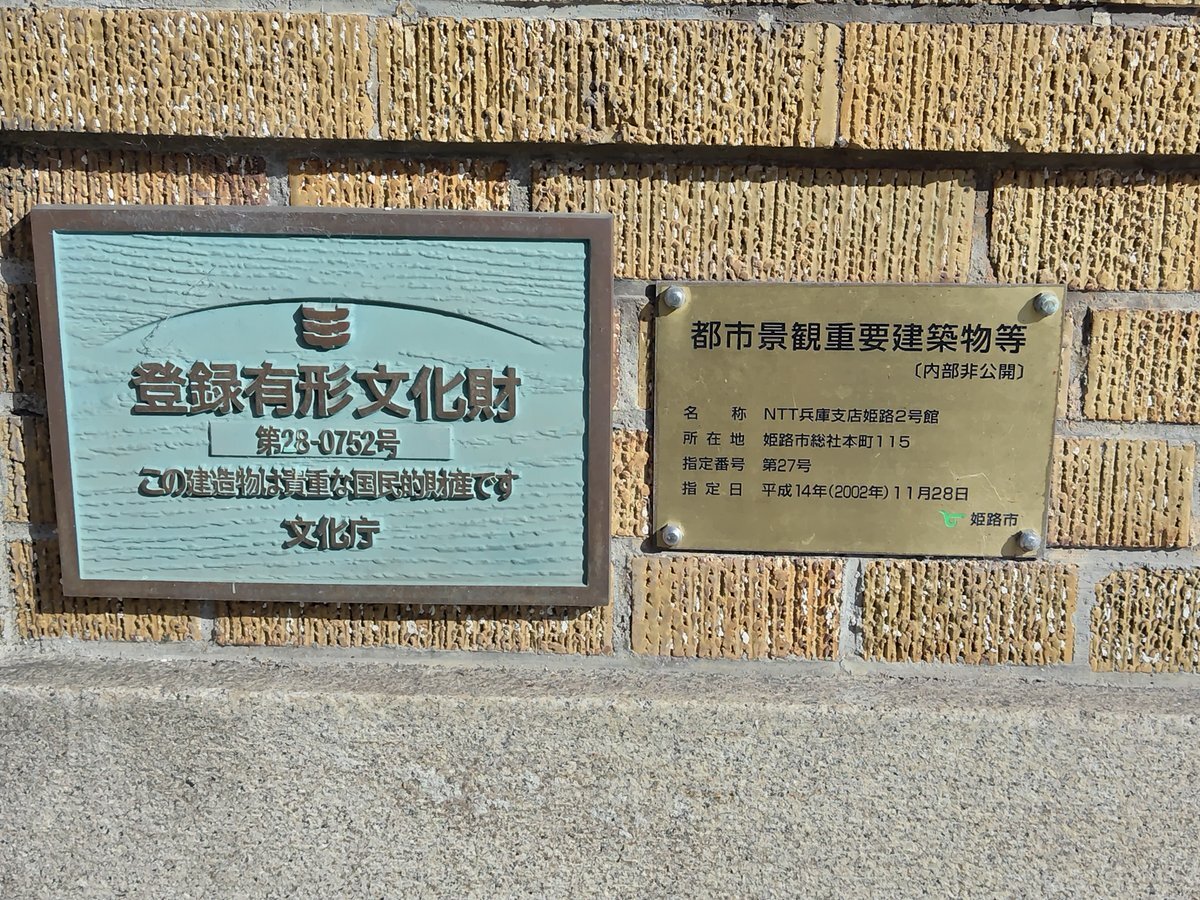 登録有形文化財
第28-0752号
この建造物は貴重な国民的財産です
文化庁
都市景観重要建築物等
〔内部非公開〕
名　称　NTT兵庫支店姫路2号館
所在地　姫路市総社本町115
指定番号　第27号
指定日　平成14年(2002年)11月28日
姫路市